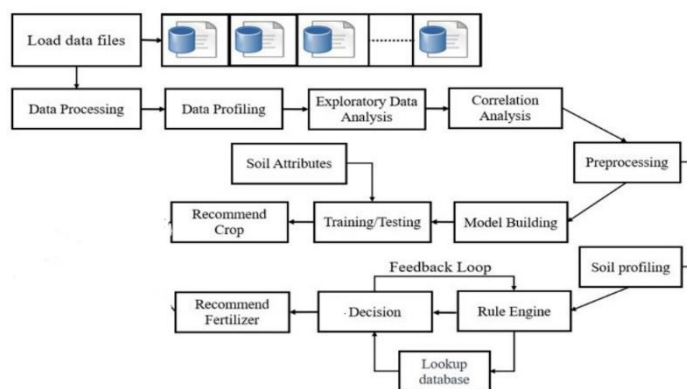 Load data files
Data Processing
Data Profiling
Exploratory Data
Analysis
Correlation
Analysis
Preprocessing
Soil Attributes
Recommend
Crop
Training/Testing
Model Building
Soil profiling
Feedback Loop
Recommend
Fertilizer
Decision
Rule Engine
Lookup
database